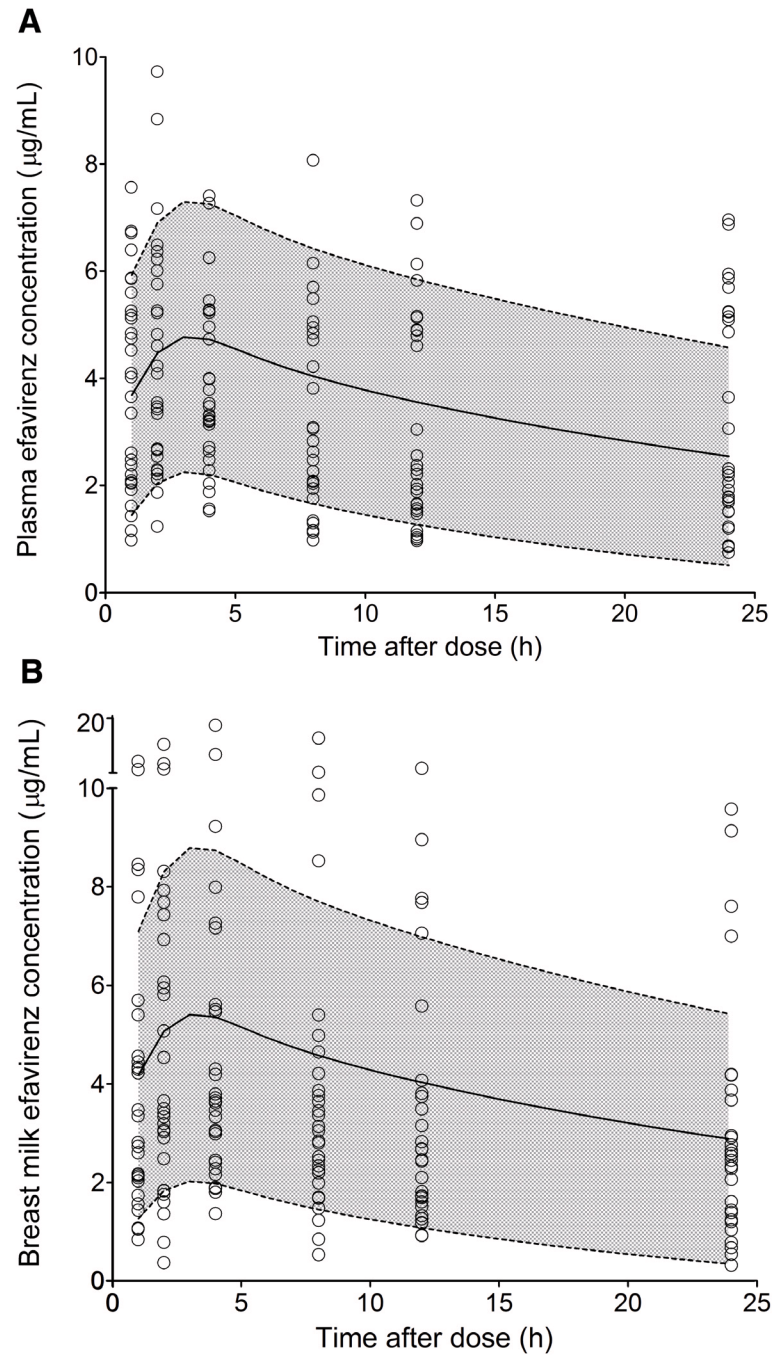 A
Plasma efavirenz concentration (μg/mL)
10
8
6
4
2
0
0 5 10 15 20 25
Time after dose (h)
B
Breast milk efavirenz concentration (μg/mL)
20
10
8
6
4
2
0
0 5 10 15 20 25
Time after dose (h)